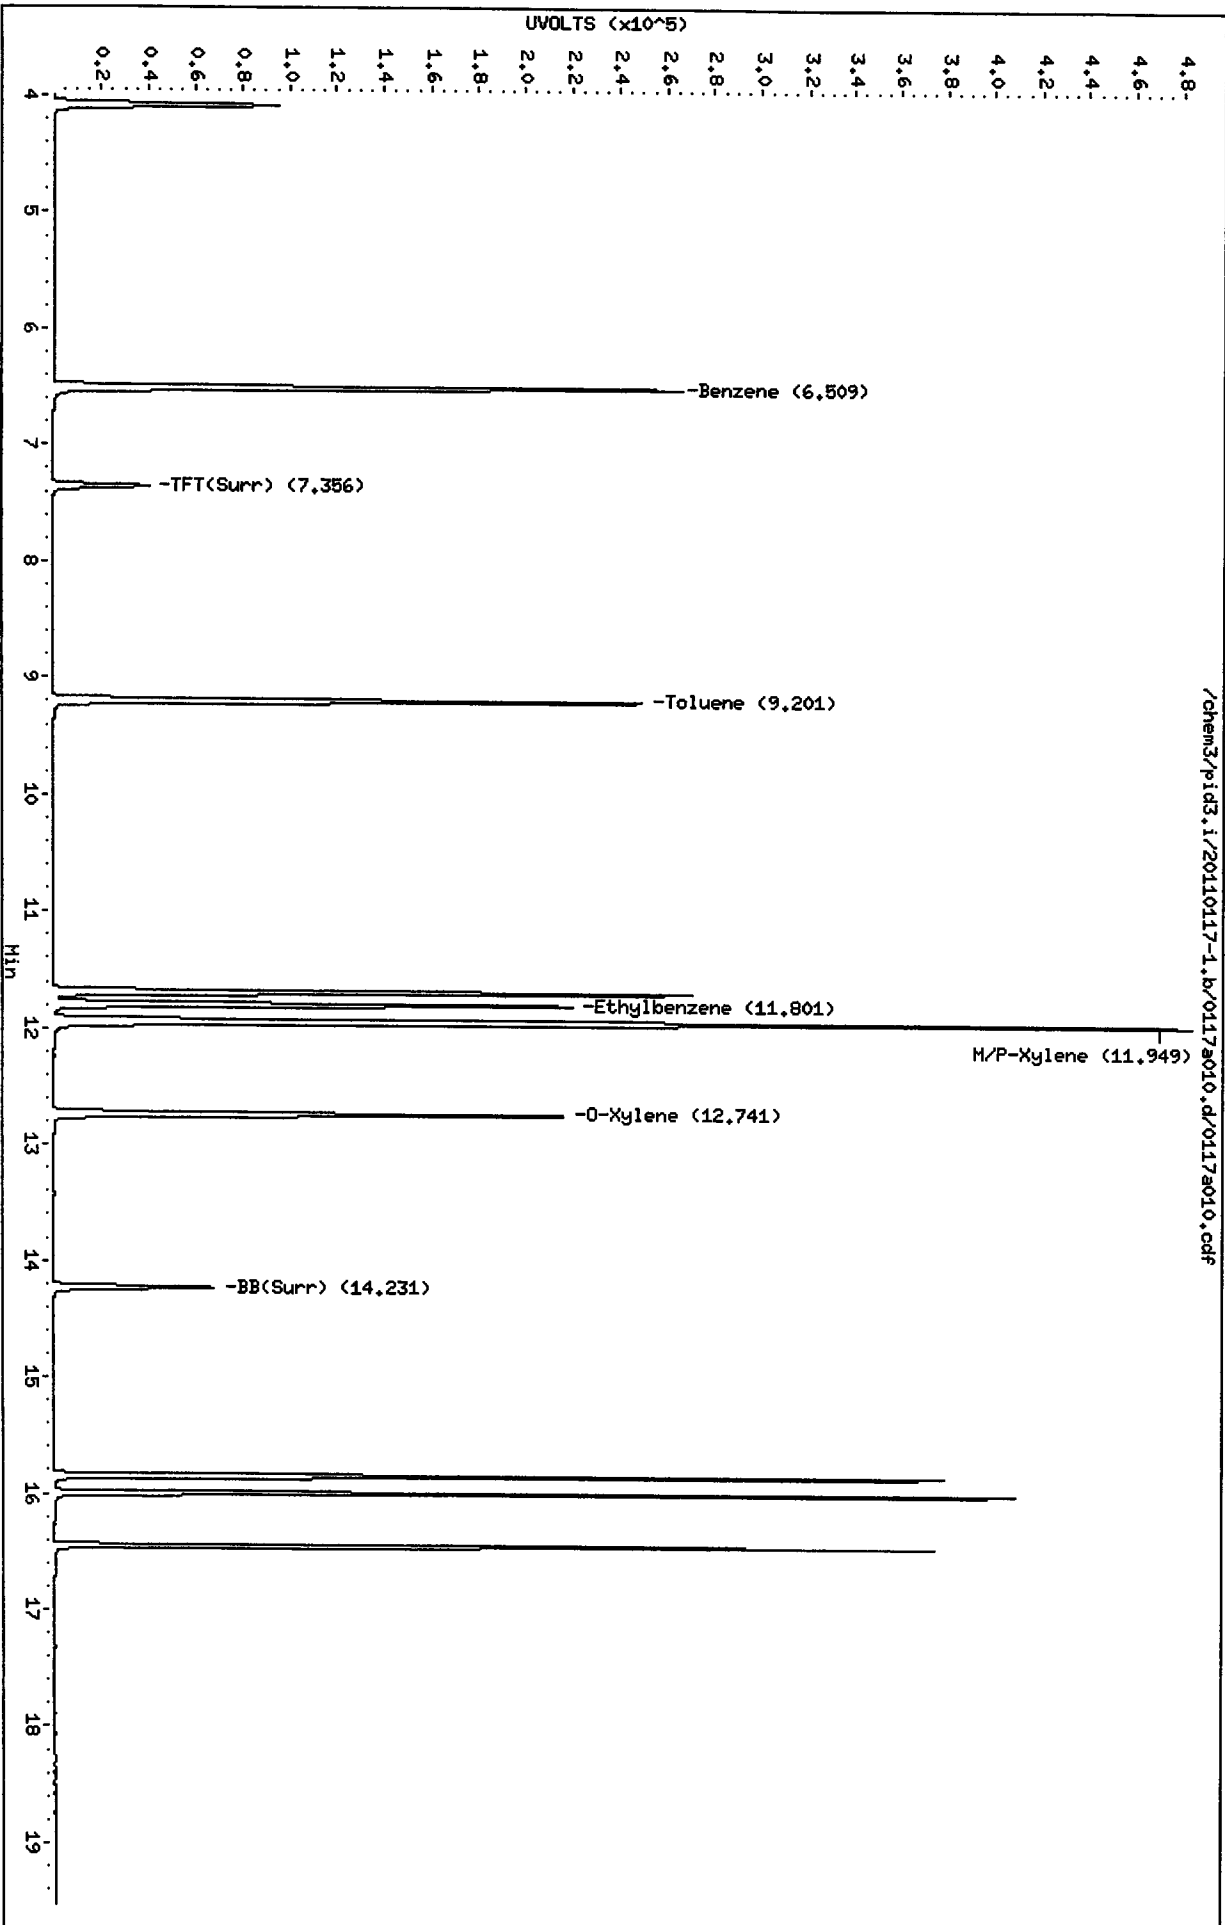 /chem3/pid3.i/20110117-1.b/0117a010.d/0117a010.cdf
UVOLTS (x10^5)
4.8
4.6
4.4
4.2
4.0
3.8
3.6
3.4
3.2
3.0
2.8
2.6
2.4
2.2
2.0
1.8
1.6
1.4
1.2
1.0
0.8
0.6
0.4
0.2
-Benzene (6.509)
-TFT(Surr) (7.356)
-Toluene (9.201)
-Ethylbenzene (11.801)
M/P-Xylene (11.949)
-O-Xylene (12.741)
-BB(Surr) (14.231)
4 5 6 7 8 9 10 11 12 13 14 15 16 17 18 19
Min